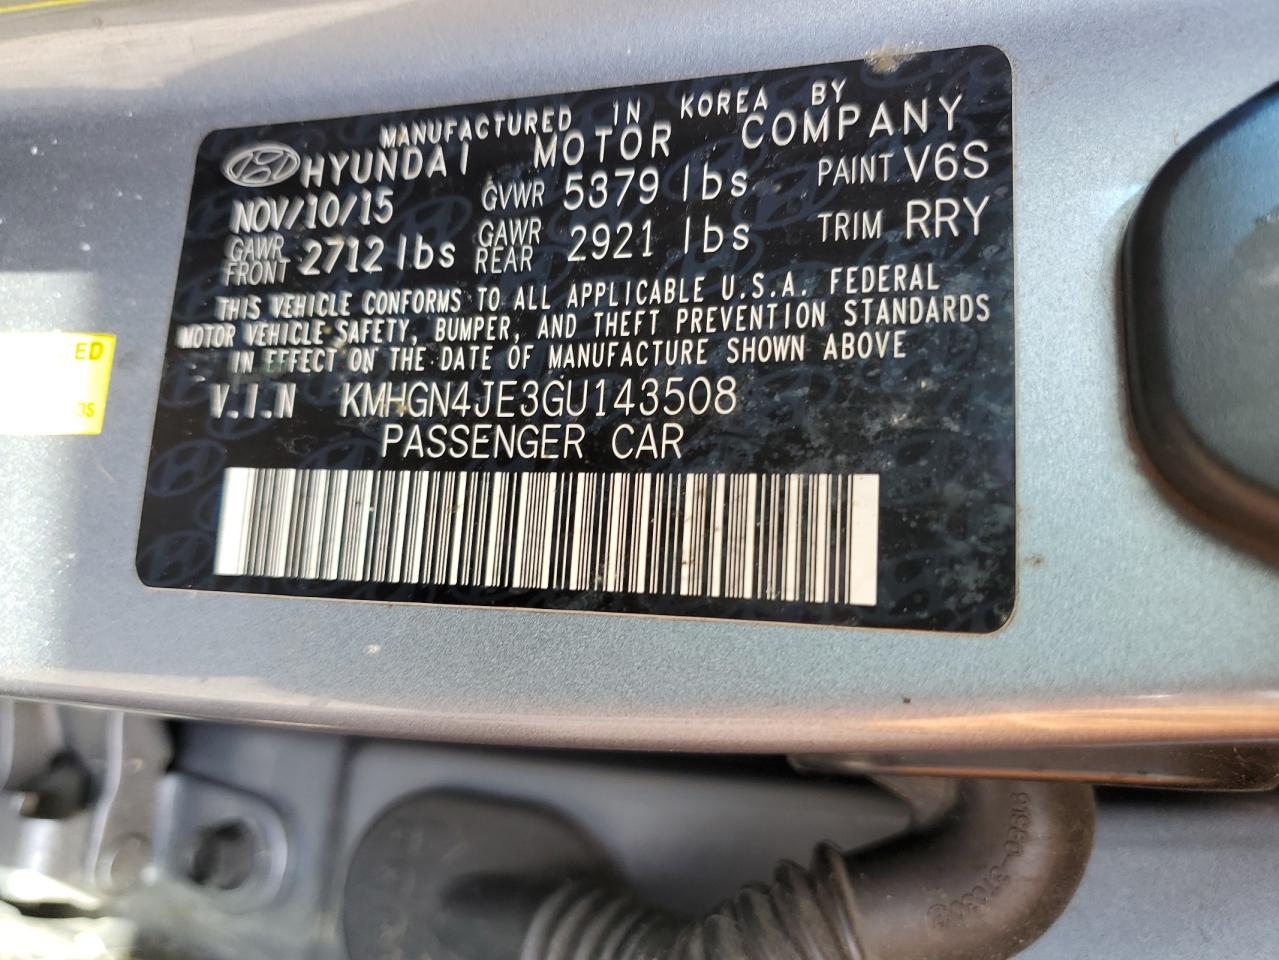 MANUFACTURED IN KOREA BY
HYUNDAI MOTOR COMPANY
NOV/10/15 GVWR 5379 lbs PAINT V6S
GAWR FRONT 2712 lbs GAWR REAR 2921 lbs TRIM RRY
THIS VEHICLE CONFORMS TO ALL APPLICABLE U.S.A. FEDERAL
MOTOR VEHICLE SAFETY, BUMPER, AND THEFT PREVENTION STANDARDS
IN EFFECT ON THE DATE OF MANUFACTURE SHOWN ABOVE
V.I.N KMHGN4JE3GU143508
PASSENGER CAR